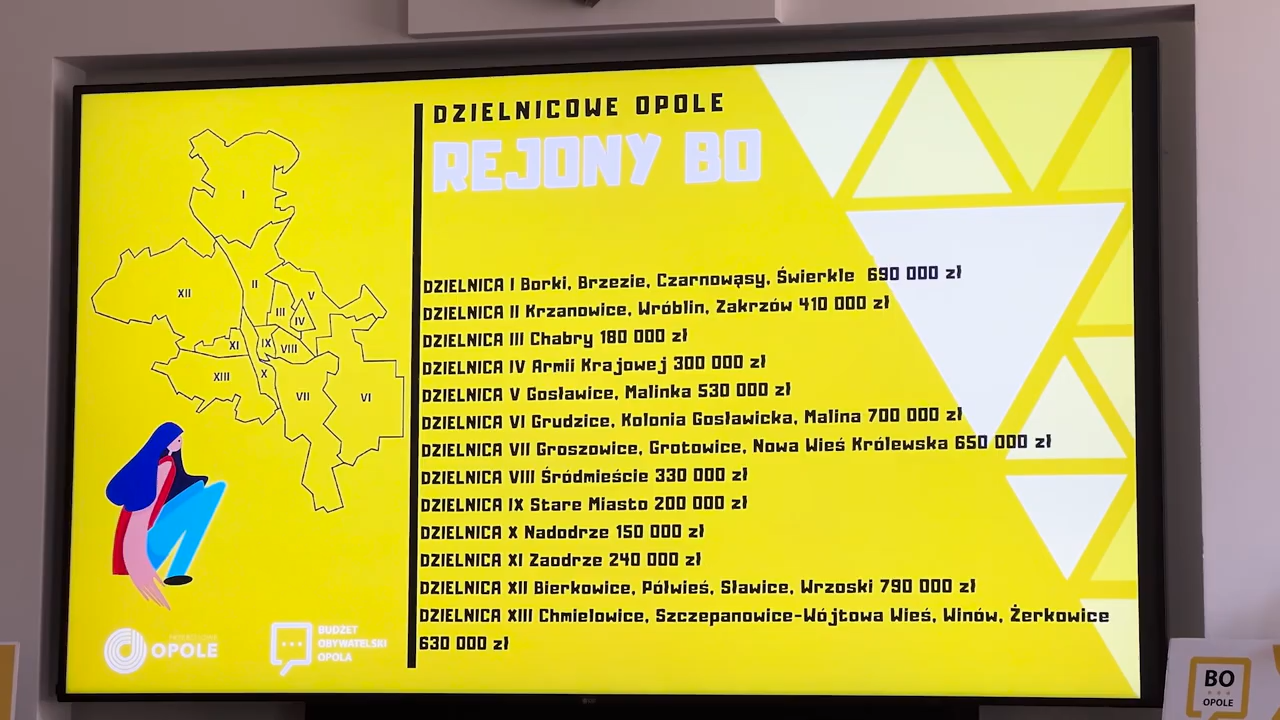 DZIELNICOWE OPOLE
REJONY BO
DZIELNICA I Borki, Brzezie, Czarnowąsy, Świerkle 690 000 zł
DZIELNICA II Krzanowice, Wróblin, Zakrzów 410 000 zł
DZIELNICA III Chabry 180 000 zł
DZIELNICA IV Armii Krajowej 300 000 zł
DZIELNICA V Gosławice, Malinka 530 000 zł
DZIELNICA VI Grudzice, Kolonia Gosławicka, Malina 700 000 zł
DZIELNICA VII Groszowice, Grotowice, Nowa Wieś Królewska 650 000 zł
DZIELNICA VIII Śródmieście 330 000 zł
DZIELNICA IX Stare Miasto 200 000 zł
DZIELNICA X Nadodrze 150 000 zł
DZIELNICA XI Zaodrze 240 000 zł
DZIELNICA XII Bierkowice, Półwieś, Sławice, Wrzoski 790 000 zł
DZIELNICA XIII Chmielowice, Szczepanowice-Wójtowa Wieś, Winów, Żerkowice
630 000 zł
I
II
XII
V
III
IV
XI
IX
VIII
X
XIII
VII
VI
OPOLE
BUDŻET
OBYWATELSKI
OPOLA
BO
OPOLE